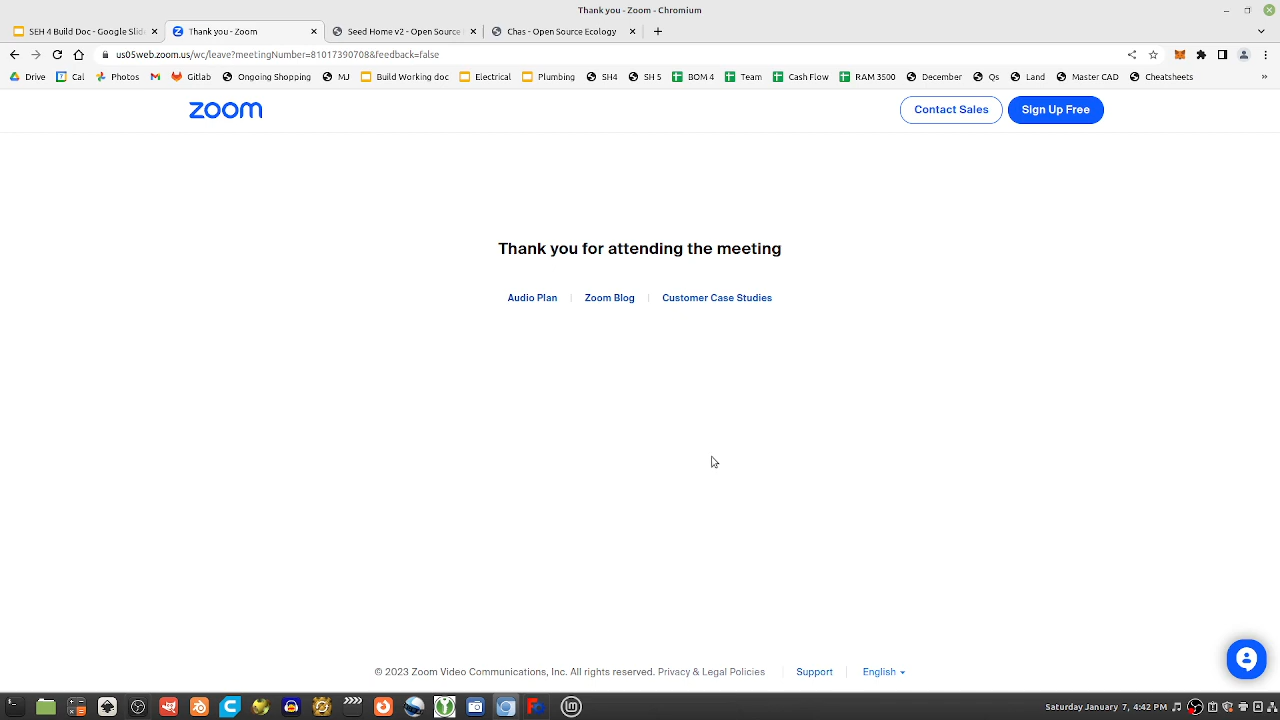 Thank you - Zoom - Chromium
SEH 4 Build Doc - Google Slid
Thank you - Zoom
Seed Home v2 - Open Source
Chas - Open Source Ecology
us05web.zoom.us/wc/leave?meetingNumber=81017390708&feedback=false
Drive Cal Photos Gitlab Ongoing Shopping MJ Build Working doc Electrical Plumbing SH4 SH 5 BOM 4 Team Cash Flow RAM 3500 December Qs Land Master CAD Cheatsheets »
zoom
Contact Sales
Sign Up Free
Thank you for attending the meeting
Audio Plan | Zoom Blog | Customer Case Studies
© 2023 Zoom Video Communications, Inc. All rights reserved. Privacy & Legal Policies | Support | English
Saturday January 7, 4:42 PM